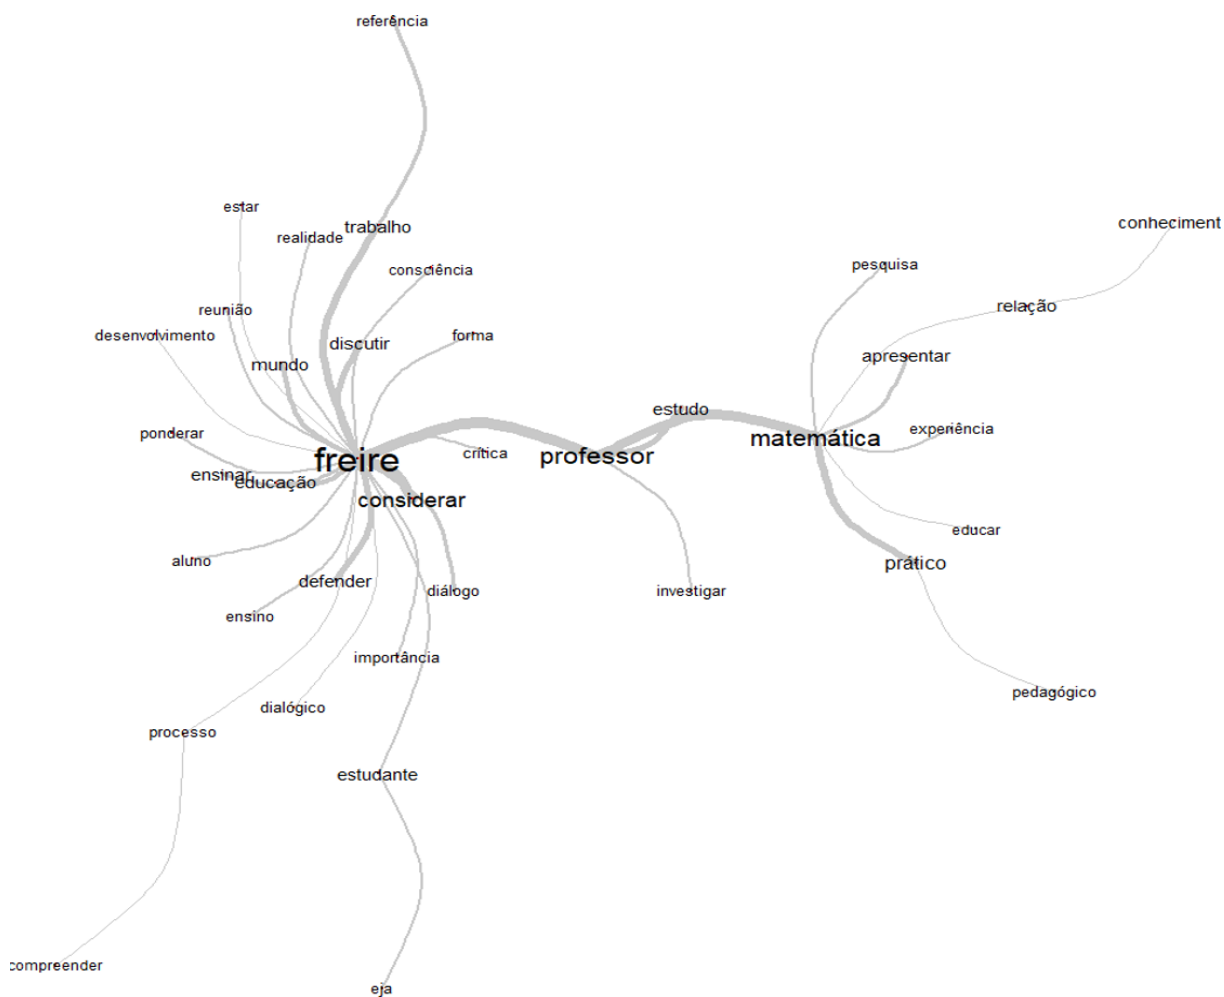 referência
estar
trabalho
realidade
conheciment
consciência
pesquisa
reunião
relação
desenvolvimento
forma
discutir
apresentar
mundo
estudo
experiência
ponderar
matemática
crítica
professor
freire
ensinar
educação
considerar
educar
aluno
prático
defender
diálogo
investigar
ensino
importância
pedagógico
dialógico
processo
estudante
compreender
eja